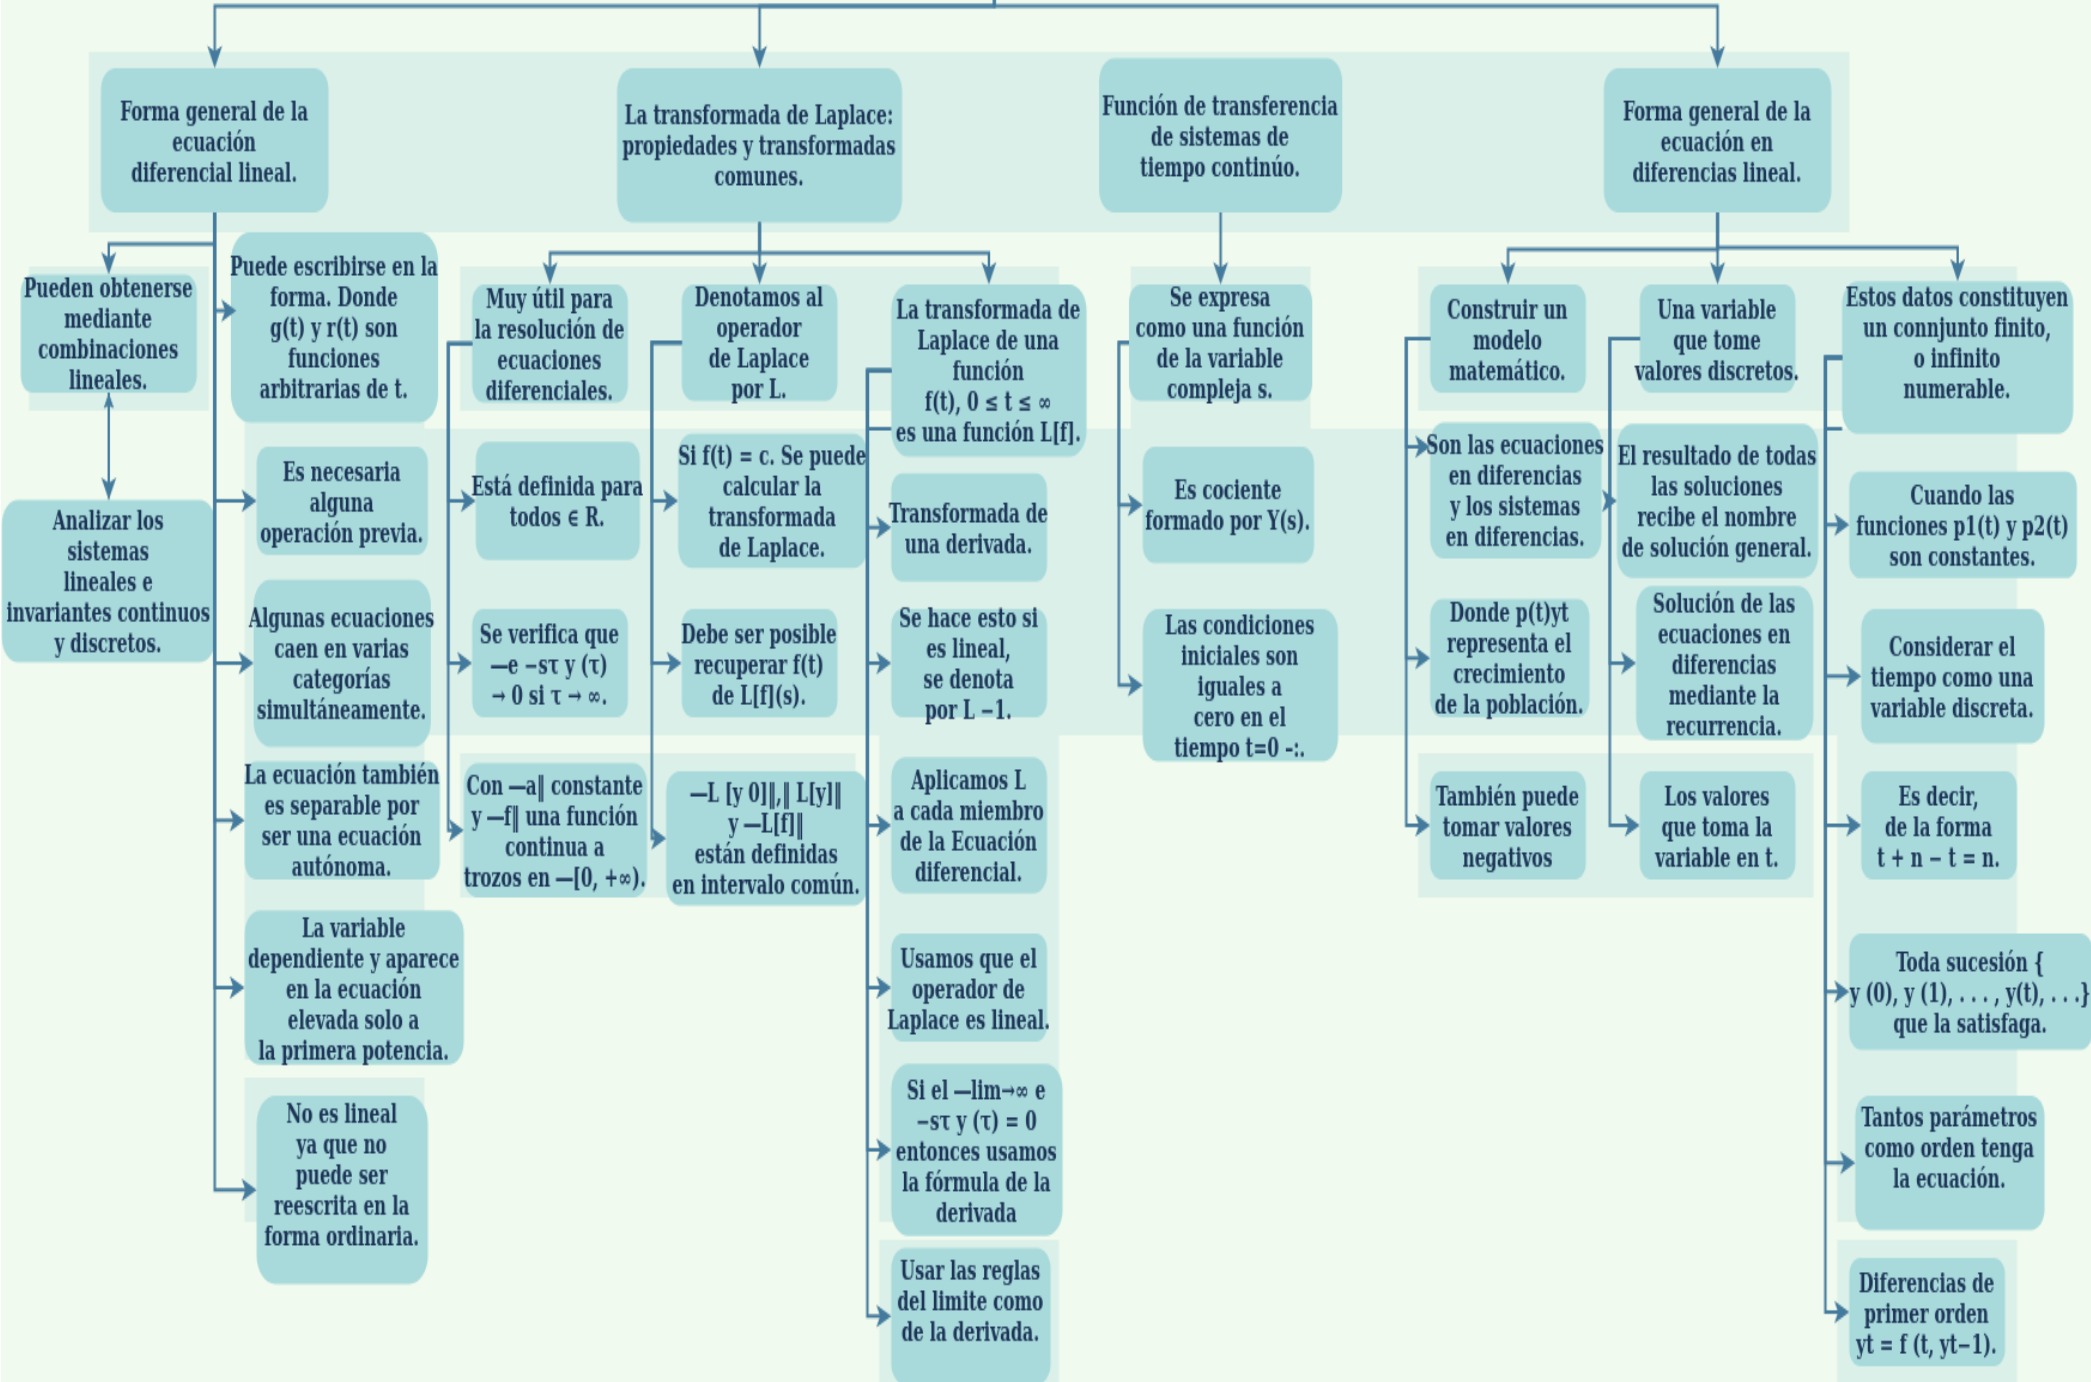 Forma general de la
ecuación
diferencial lineal.
La transformada de Laplace:
propiedades y transformadas
comunes.
Función de transferencia
de sistemas de
tiempo continúo.
Forma general de la
ecuación en
diferencias lineal.
Pueden obtenerse
mediante
combinaciones
lineales.
Analizar los
sistemas
lineales e
invariantes continuos
y discretos.
Puede escribirse en la
forma. Donde
g(t) y r(t) son
funciones
arbitrarias de t.
Es necesaria
alguna
operación previa.
Algunas ecuaciones
caen en varias
categorías
simultáneamente.
La ecuación también
es separable por
ser una ecuación
autónoma.
La variable
dependiente y aparece
en la ecuación
elevada solo a
la primera potencia.
No es lineal
ya que no
puede ser
reescrita en la
forma ordinaria.
Muy útil para
la resolución de
ecuaciones
diferenciales.
Está definida para
todos ∈ R.
Se verifica que
―e −sτ y (τ)
→ 0 si τ → ∞.
Con ―a‖ constante
y ―f‖ una función
continua a
trozos en ―[0, +∞).
Denotamos al
operador
de Laplace
por L.
Si f(t) = c. Se puede
calcular la
transformada
de Laplace.
Debe ser posible
recuperar f(t)
de L[f](s).
―L [y 0]‖,‖ L[y]‖
y ―L[f]‖
están definidas
en intervalo común.
La transformada de
Laplace de una
función
f(t), 0 ≤ t ≤ ∞
es una función L[f].
Transformada de
una derivada.
Se hace esto si
es lineal,
se denota
por L −1.
Aplicamos L
a cada miembro
de la Ecuación
diferencial.
Usamos que el
operador de
Laplace es lineal.
Si el ―lim→∞ e
−sτ y (τ) = 0
entonces usamos
la fórmula de la
derivada
Usar las reglas
del limite como
de la derivada.
Se expresa
como una función
de la variable
compleja s.
Es cociente
formado por Y(s).
Las condiciones
iniciales son
iguales a
cero en el
tiempo t=0 -:.
Construir un
modelo
matemático.
Son las ecuaciones
en diferencias
y los sistemas
en diferencias.
Donde p(t)yt
representa el
crecimiento
de la población.
También puede
tomar valores
negativos
Una variable
que tome
valores discretos.
El resultado de todas
las soluciones
recibe el nombre
de solución general.
Solución de las
ecuaciones en
diferencias
mediante la
recurrencia.
Los valores
que toma la
variable en t.
Estos datos constituyen
un connjunto finito,
o infinito
numerable.
Cuando las
funciones p1(t) y p2(t)
son constantes.
Considerar el
tiempo como una
variable discreta.
Es decir,
de la forma
t + n − t = n.
Toda sucesión {
y (0), y (1), . . . , y(t), . . .}
que la satisfaga.
Tantos parámetros
como orden tenga
la ecuación.
Diferencias de
primer orden
yt = f (t, yt−1).